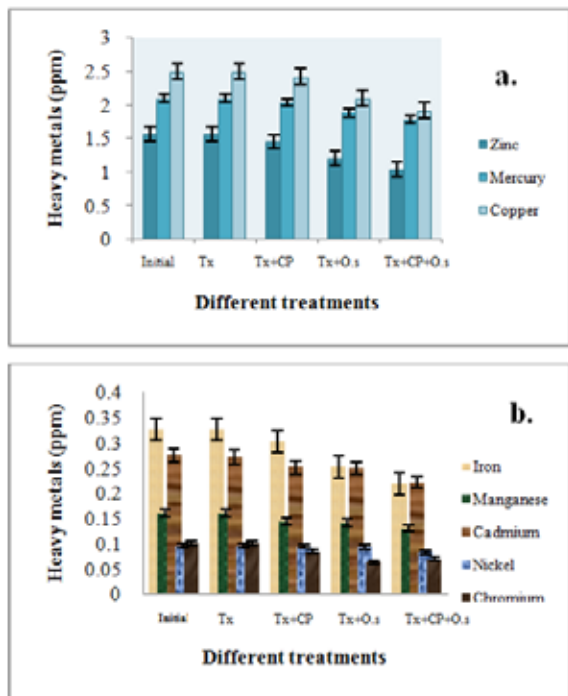 Heavy metals (ppm)
3
2.5
2
1.5
1
0.5
0
a.
Zinc
Mercury
Copper
Initial Tx Tx+CP Tx+O.s Tx+CP+O.s
Different treatments
Heavy metals (ppm)
0.4
0.35
0.3
0.25
0.2
0.15
0.1
0.05
0
b.
Iron
Manganese
Cadmium
Nickel
Chromium
Initial Tx Tx+CP Tx+O.s Tx+CP+O.s
Different treatments